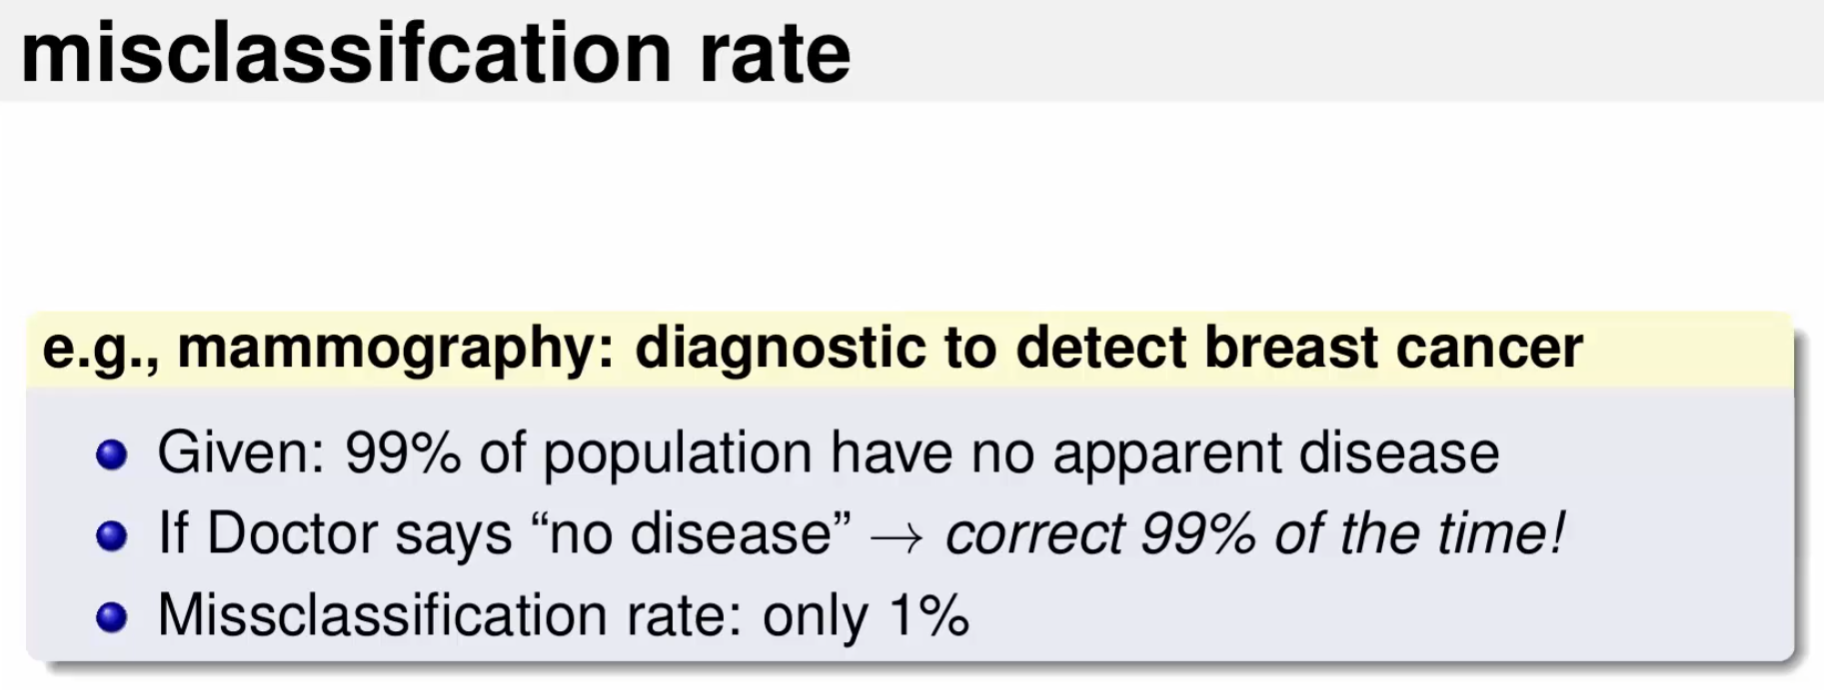 misclassifcation rate
e.g., mammography: diagnostic to detect breast cancer
Given: 99% of population have no apparent disease
If Doctor says “no disease” → correct 99% of the time!
Missclassification rate: only 1%